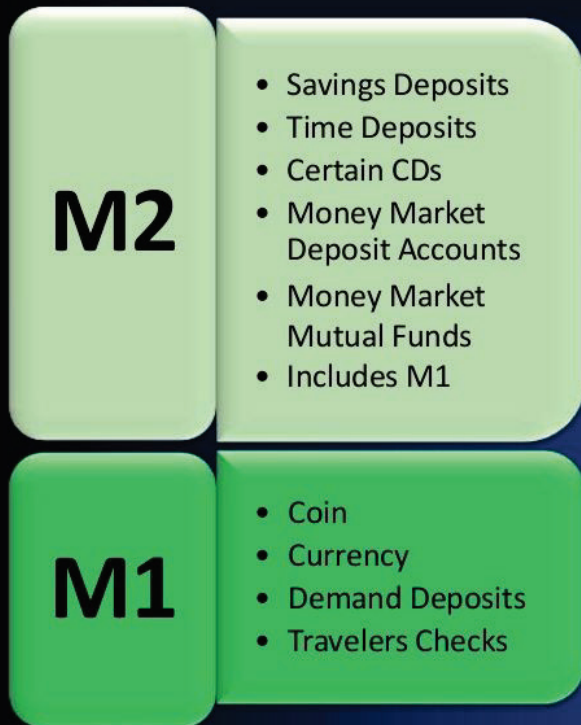 M2
• Savings Deposits
• Time Deposits
• Certain CDs
• Money Market
Deposit Accounts
• Money Market
Mutual Funds
• Includes M1
M1
• Coin
• Currency
• Demand Deposits
• Travelers Checks